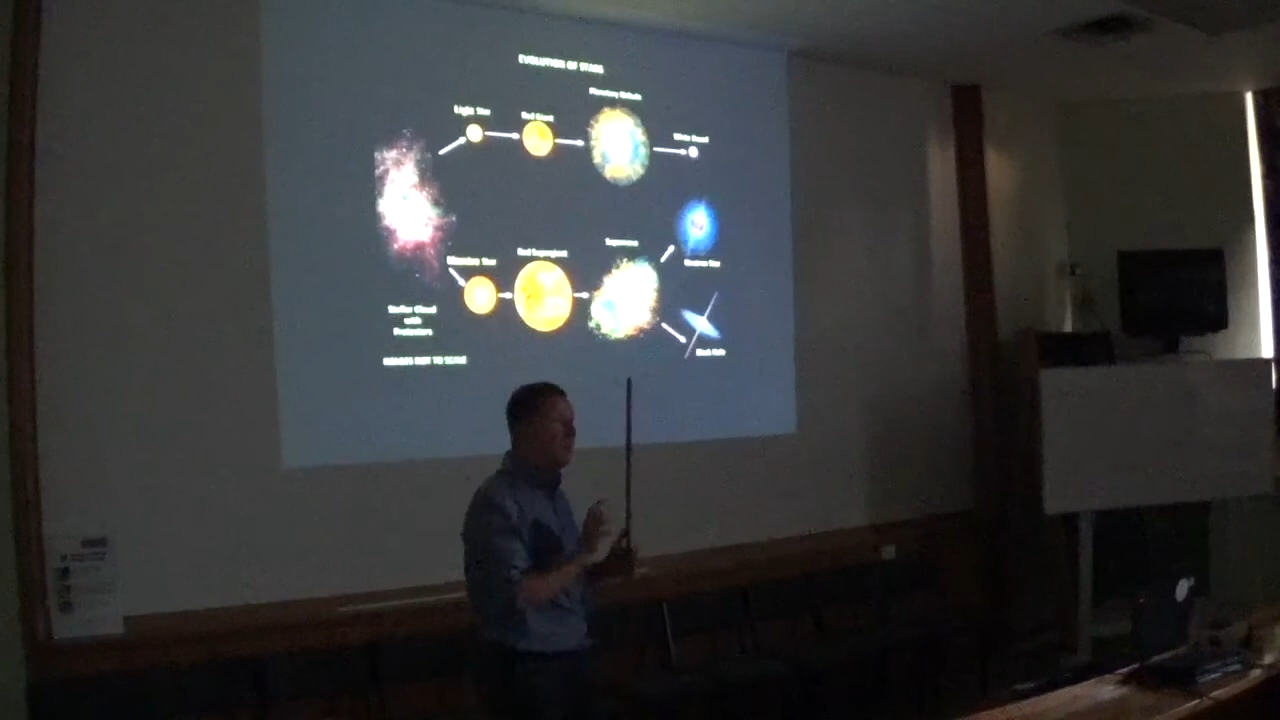 EVOLUTION OF STARS
Planetary Nebula
Light Star
Red Giant
White Dwarf
Supernova
Massive Star
Red Supergiant
Neutron Star
Stellar Cloud
with
Protostars
Black Hole
IMAGES NOT TO SCALE